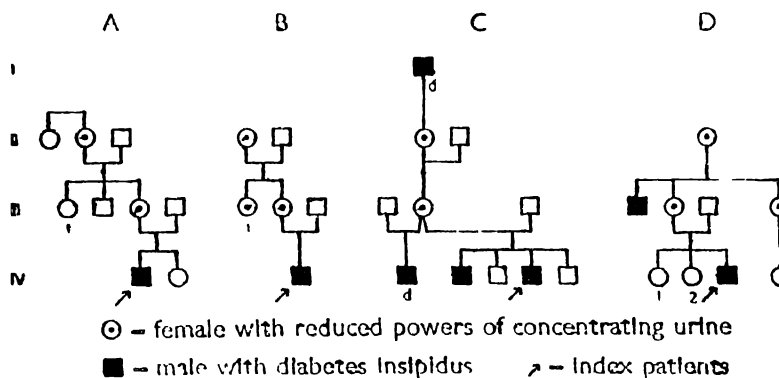 A B C D
I
d
II
III
1 1
IV
d 1 2
⊙ – female with reduced powers of concentrating urine
■ – male with diabetes insipidus ↗ – index patients